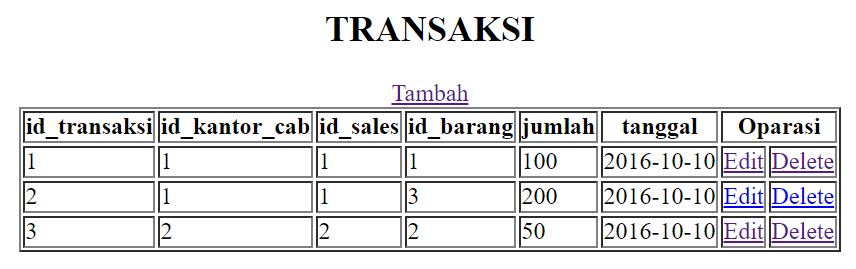 TRANSAKSI
Tambah
id_transaksi id_kantor_cab id_sales id_barang jumlah tanggal Oparasi
1 1 1 1 100 2016-10-10 Edit Delete
2 1 1 3 200 2016-10-10 Edit Delete
3 2 2 2 50 2016-10-10 Edit Delete